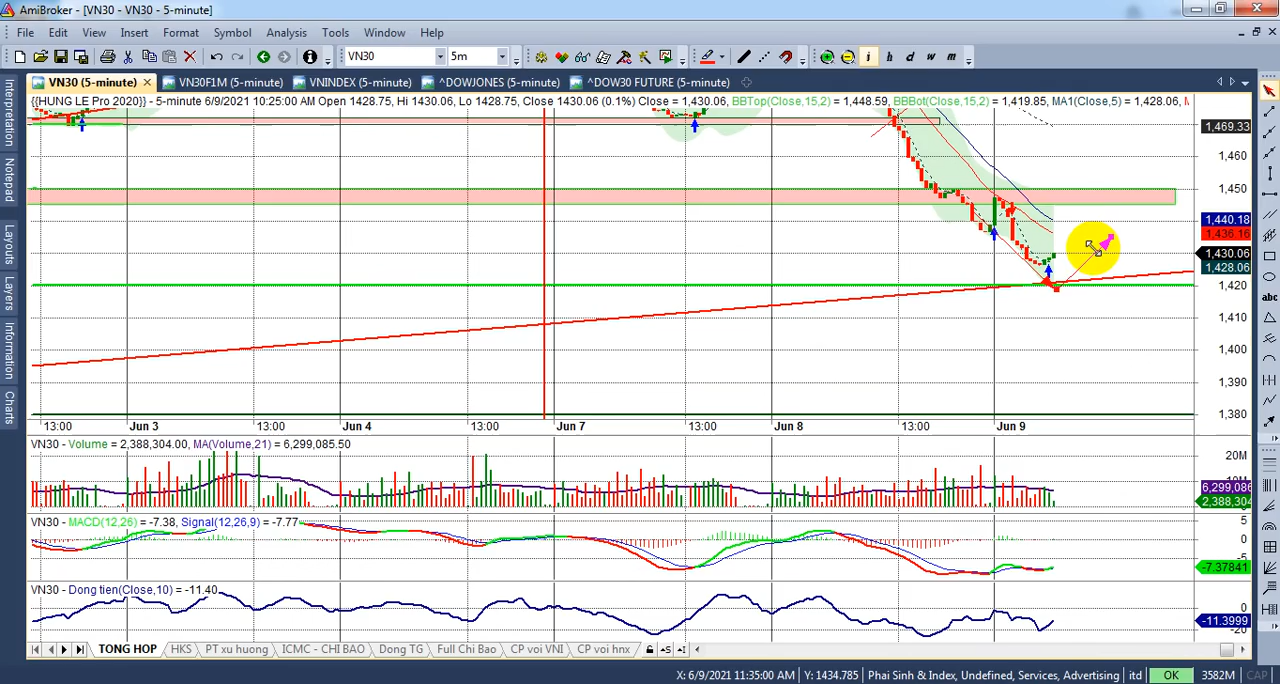 AmiBroker - [VN30 - VN30 - 5-minute]
File Edit View Insert Format Symbol Analysis Tools Window Help
VN30 5m i h d w m
VN30 (5-minute) VN30F1M (5-minute) VNINDEX (5-minute) ^DOWJONES (5-minute) ^DOW30 FUTURE (5-minute)
{{HUNG LE Pro 2020}} - 5-minute 6/9/2021 10:25:00 AM Open 1428.75, Hi 1430.06, Lo 1428.75, Close 1430.06 (0.1%) Close = 1,430.06, BBTop(Close,15,2) = 1,448.59, BBBot(Close,15,2) = 1,419.85, MA1(Close,5) = 1,428.06,
Interpretation
Notepad
Layouts
Layers
Information
Charts
abc
1,469.33
1,460
1,450
1,440.18
1,436.16
1,430.06
1,428.06
1,420
1,410
1,400
1,390
1,380
13:00 Jun 3 13:00 Jun 4 13:00 Jun 7 13:00 Jun 8 13:00 Jun 9
VN30 - Volume = 2,388,304.00, MA(Volume,21) = 6,299,085.50
20M
6,299,086
2,388,304
VN30 - MACD(12,26) = -7.38, Signal(12,26,9) = -7.77
5
0
-7.37841
VN30 - Dong tien(Close,10) = -11.40
0
-11.3999
-20
TONG HOP HKS PT xu huong ICMC - CHI BAO Dong TG Full Chi Bao CP voi VNI CP voi hnx
X: 6/9/2021 11:35:00 AM Y: 1434.785 Phai Sinh & Index, Undefined, Services, Advertising itd OK 3582M CAP